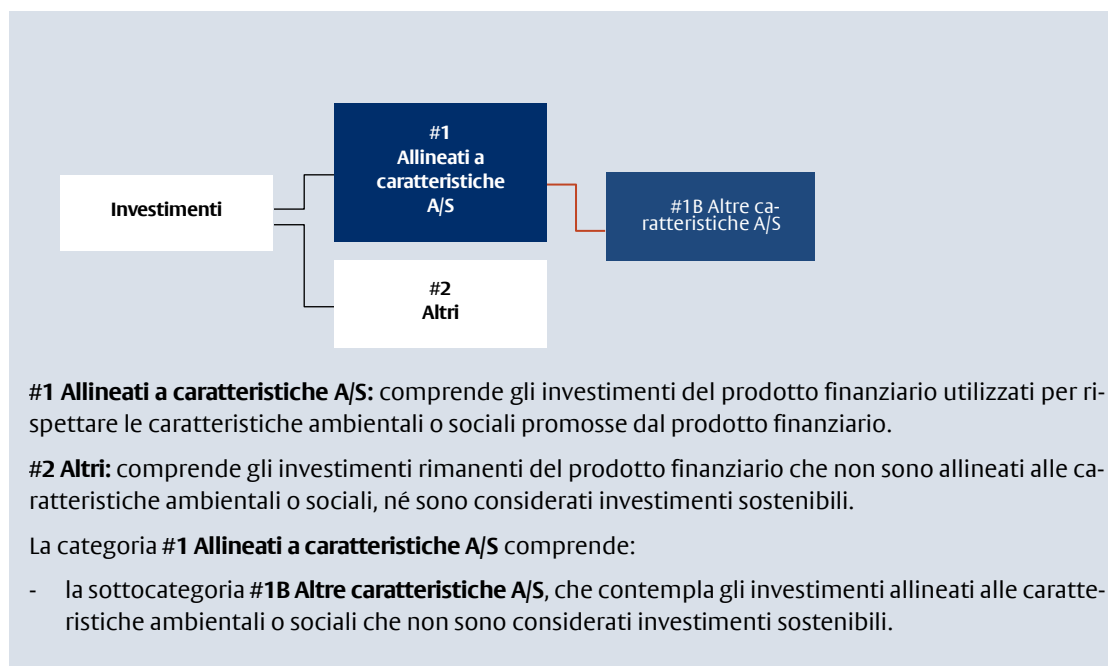 #1
Allineati a
caratteristiche
A/S
Investimenti
#1B Altre ca-
ratteristiche A/S
#2
Altri
#1 Allineati a caratteristiche A/S: comprende gli investimenti del prodotto finanziario utilizzati per ri-
spettare le caratteristiche ambientali o sociali promosse dal prodotto finanziario.
#2 Altri: comprende gli investimenti rimanenti del prodotto finanziario che non sono allineati alle ca-
ratteristiche ambientali o sociali, né sono considerati investimenti sostenibili.
La categoria #1 Allineati a caratteristiche A/S comprende:
- la sottocategoria #1B Altre caratteristiche A/S, che contempla gli investimenti allineati alle caratte-
ristiche ambientali o sociali che non sono considerati investimenti sostenibili.